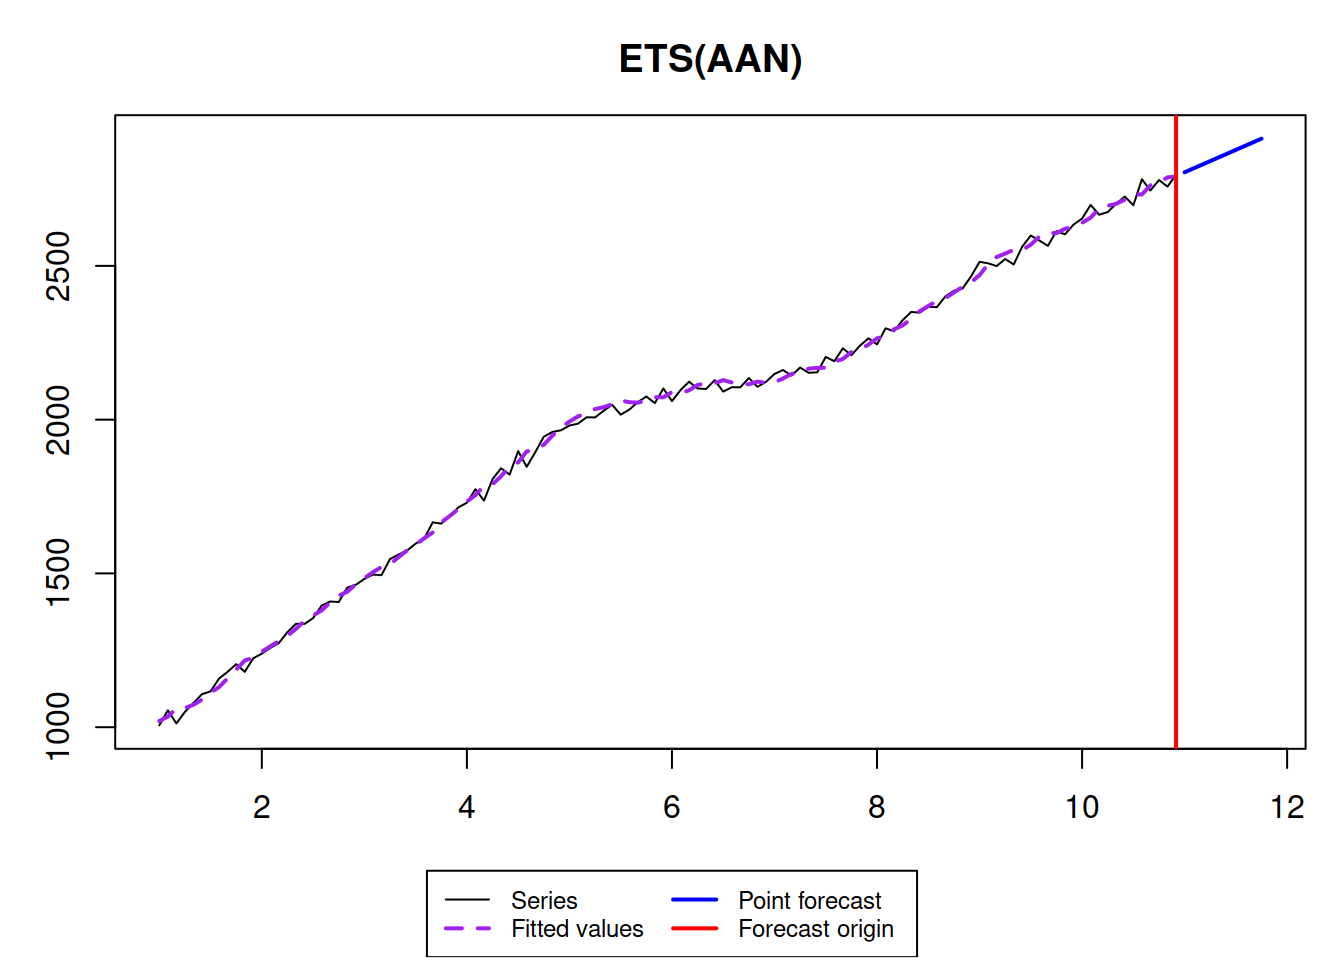 ETS(AAN)
2500
2000
1500
1000
2 4 6 8 10 12
Series Point forecast
Fitted values Forecast origin